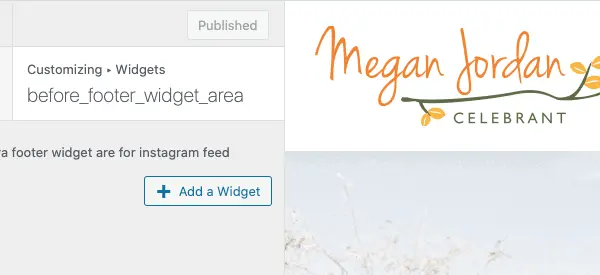 Published
Customizing ▸ Widgets
before_footer_widget_area
a footer widget are for instagram feed
Add a Widget
Megan Jordan
CELEBRANT